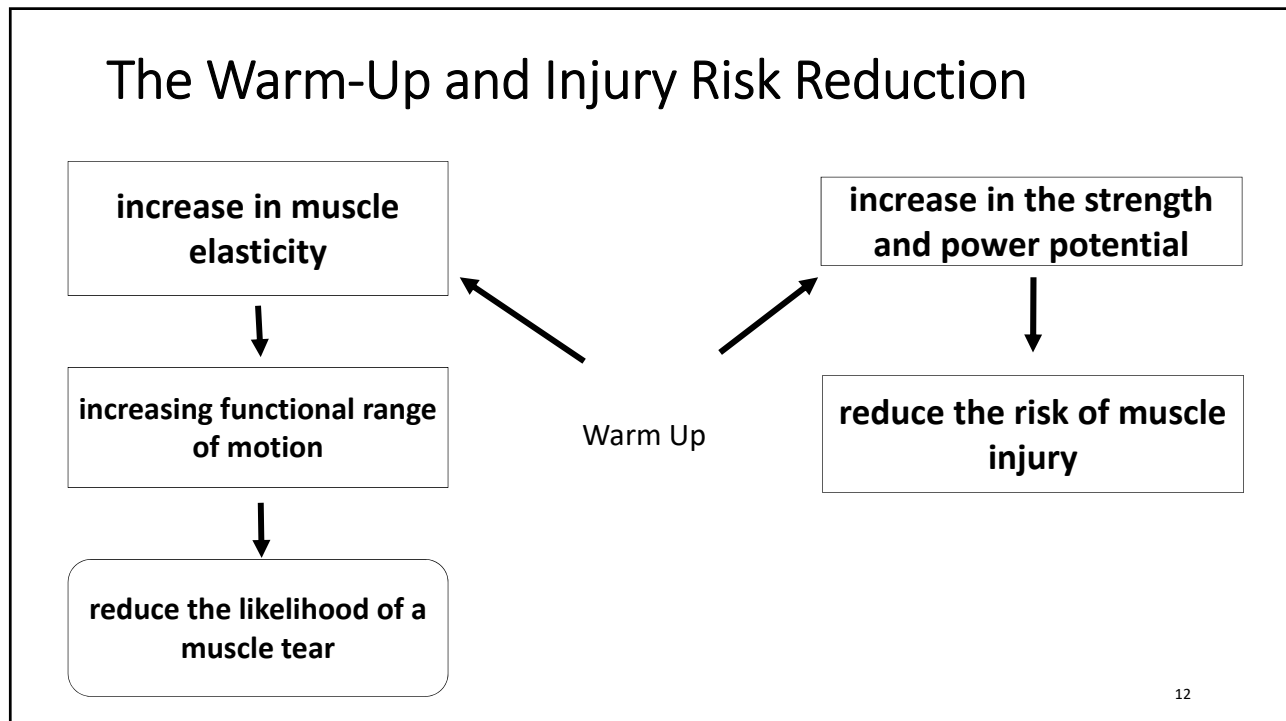 The Warm-Up and Injury Risk Reduction
increase in muscle
elasticity
increasing functional range
of motion
reduce the likelihood of a
muscle tear
Warm Up
increase in the strength
and power potential
reduce the risk of muscle
injury
12